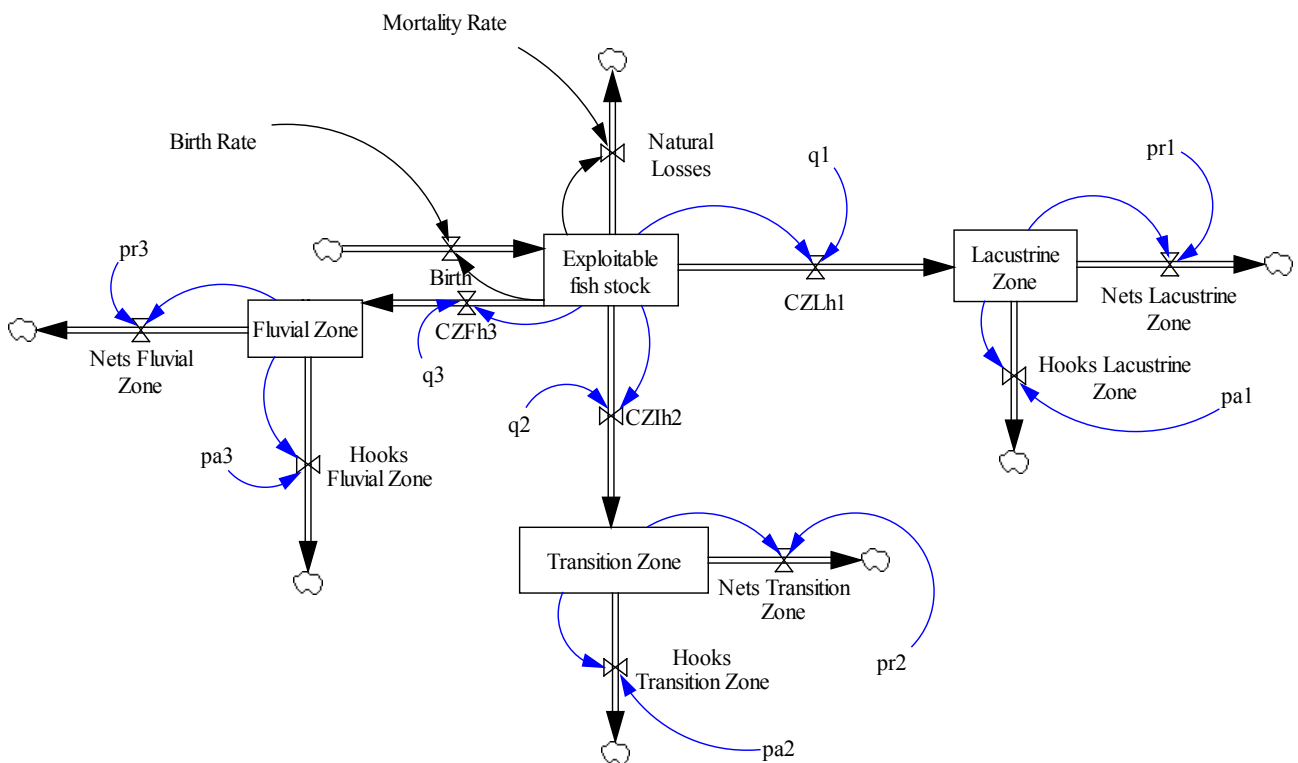 Mortality Rate
Birth Rate
Natural
Losses
q1
pr1
pr3
Birth
Exploitable
fish stock
CZLh1
Lacustrine
Zone
Nets Lacustrine
Zone
Fluvial Zone
CZFh3
Nets Fluvial
Zone
q3
Hooks Lacustrine
Zone
pa1
q2
CZIh2
pa3
Hooks
Fluvial Zone
Transition Zone
Nets Transition
Zone
pr2
Hooks
Transition Zone
pa2